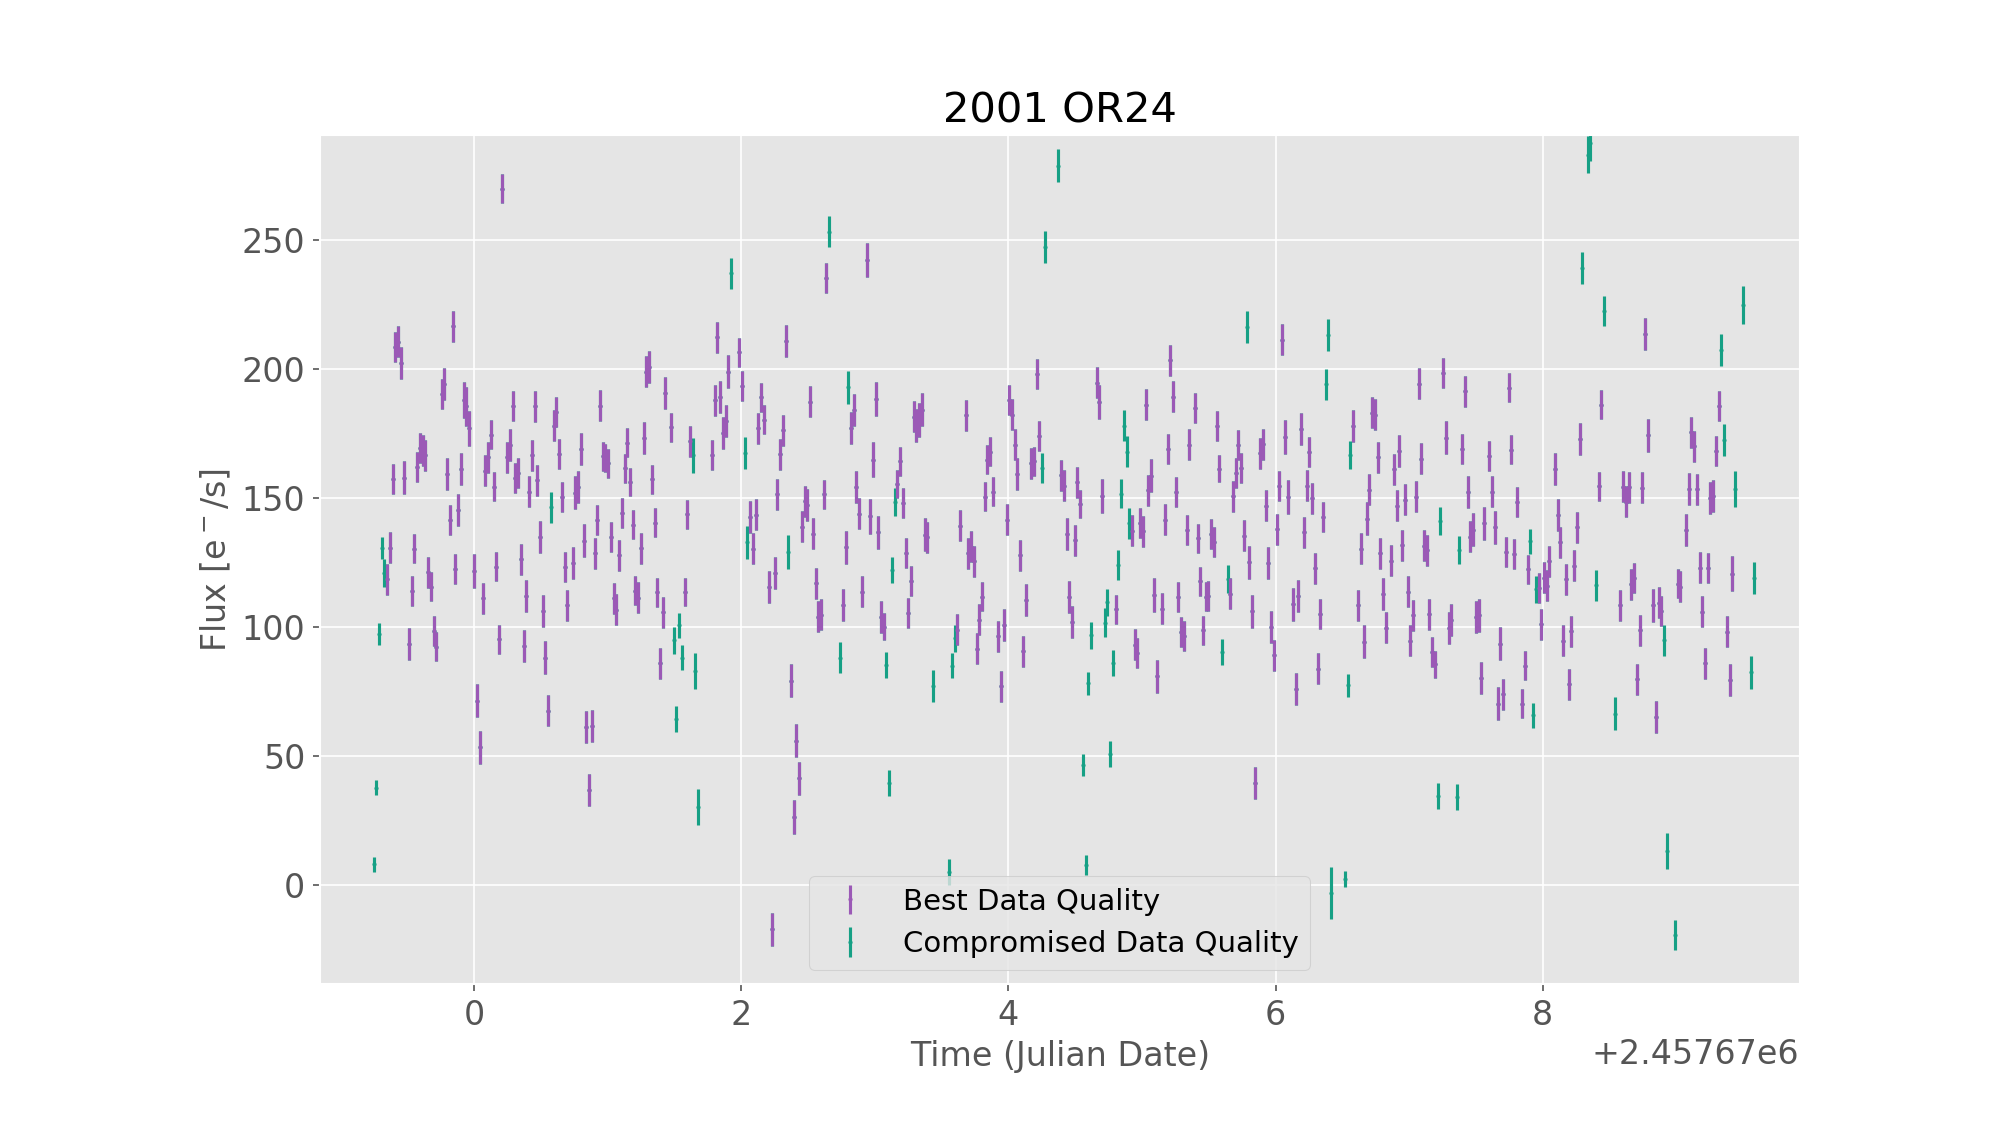 2001 OR24
Flux [e⁻/s]
250
200
150
100
50
0
Best Data Quality
Compromised Data Quality
0 2 4 6 8
Time (Julian Date)
+2.45767e6